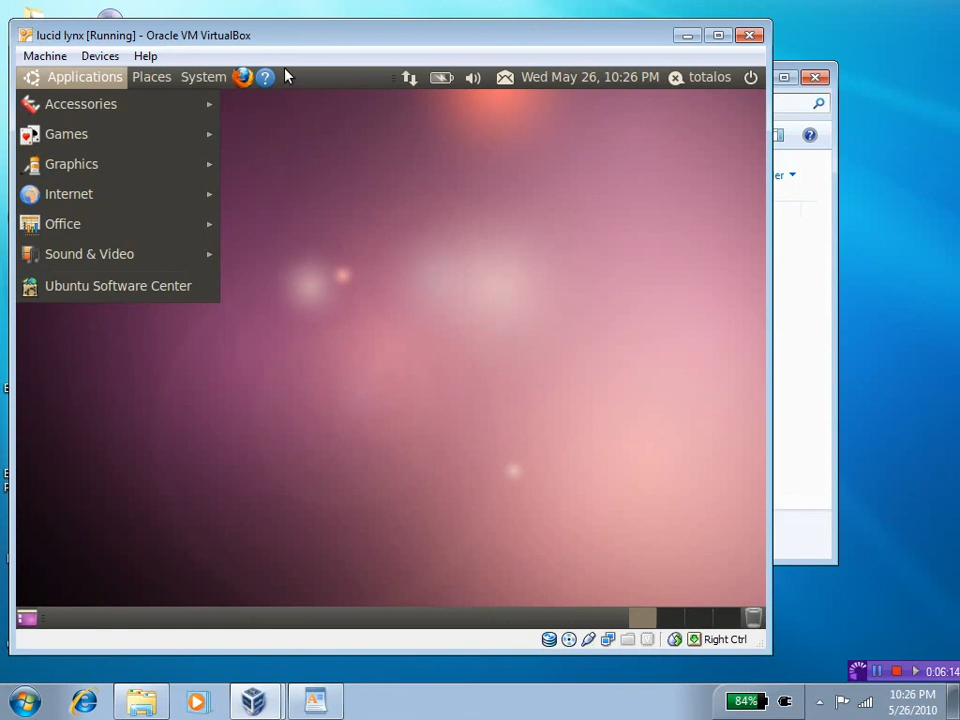 lucid lynx [Running] - Oracle VM VirtualBox
Machine Devices Help
Applications Places System ? Wed May 26, 10:26 PM totalos
Accessories
Games
Graphics
Internet
Office
Sound & Video
Ubuntu Software Center
er
Right Ctrl
0:06:14
84%
10:26 PM
5/26/2010